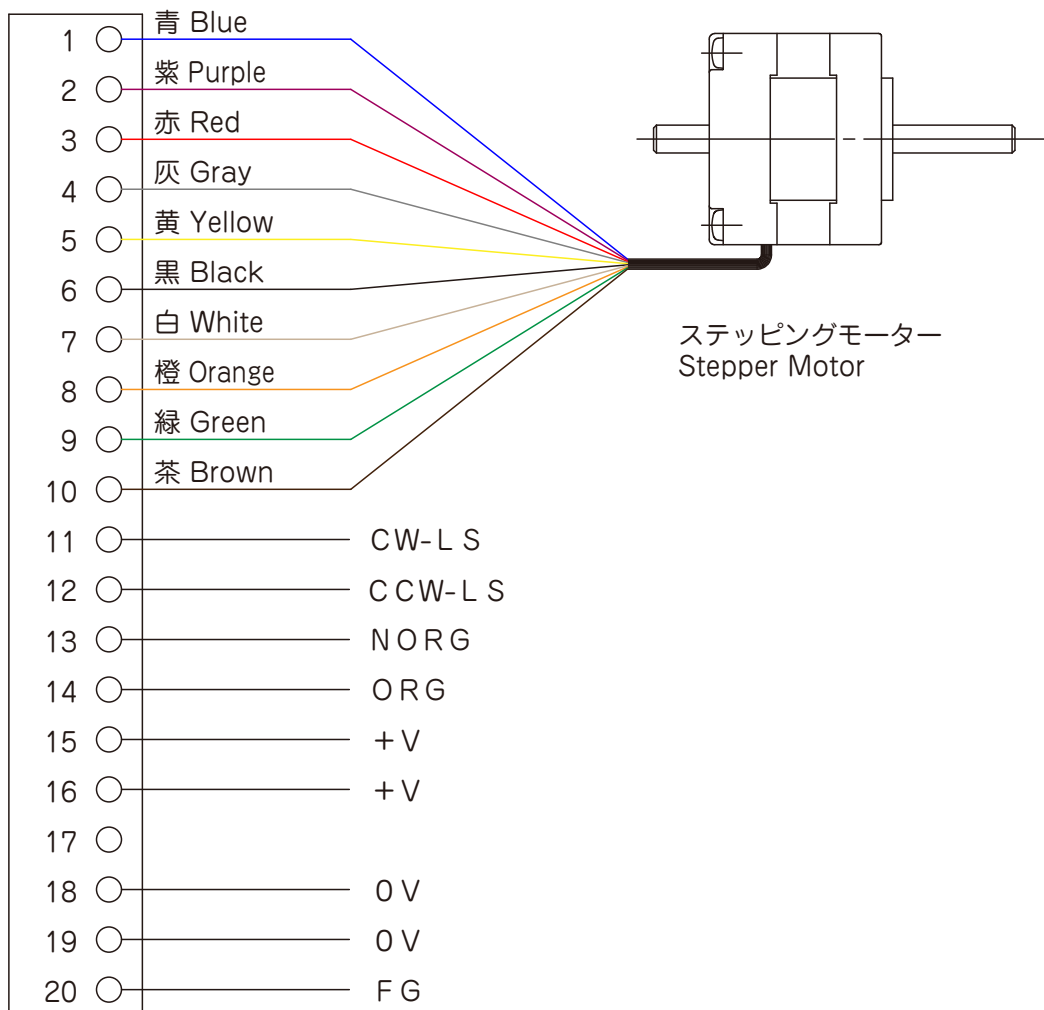 1 青 Blue
2 紫 Purple
3 赤 Red
4 灰 Gray
5 黄 Yellow
6 黒 Black
7 白 White
8 橙 Orange
9 緑 Green
10 茶 Brown
11 CW-LS
12 CCW-LS
13 NORG
14 ORG
15 +V
16 +V
17
18 0V
19 0V
20 FG
ステッピングモーター
Stepper Motor